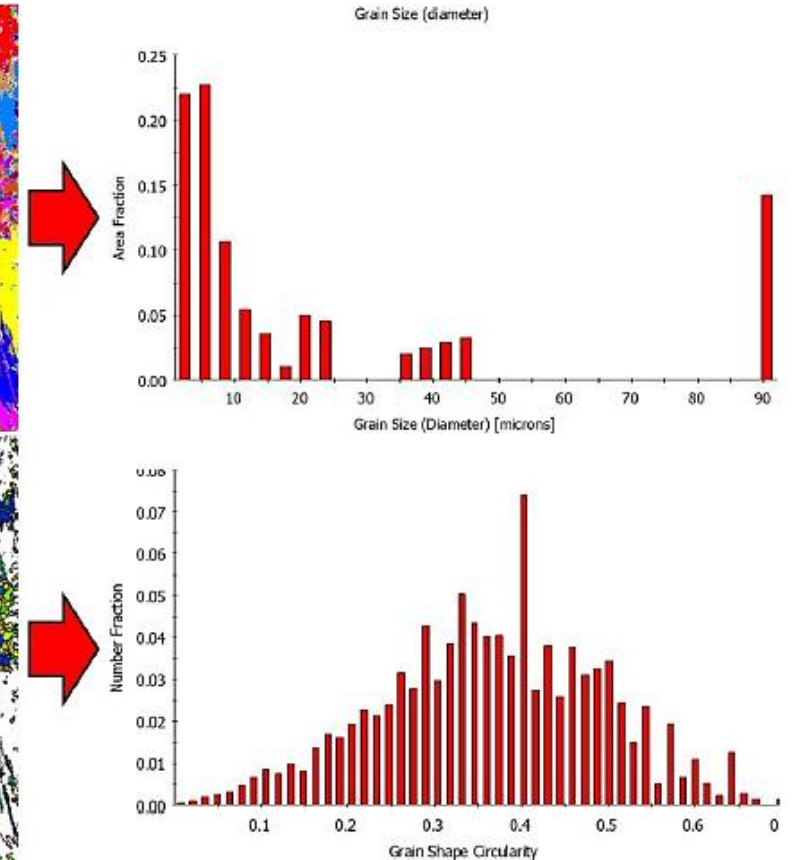 Grain Size (diameter)
0.25
0.20
0.15
0.10
0.05
0.00
Area Fraction
10 20 30 40 50 60 70 80 90
Grain Size (Diameter) [microns]
0.07
0.06
0.05
0.04
0.03
0.02
0.01
0.00
Number Fraction
0.1 0.2 0.3 0.4 0.5 0.6 0
Grain Shape Circularity